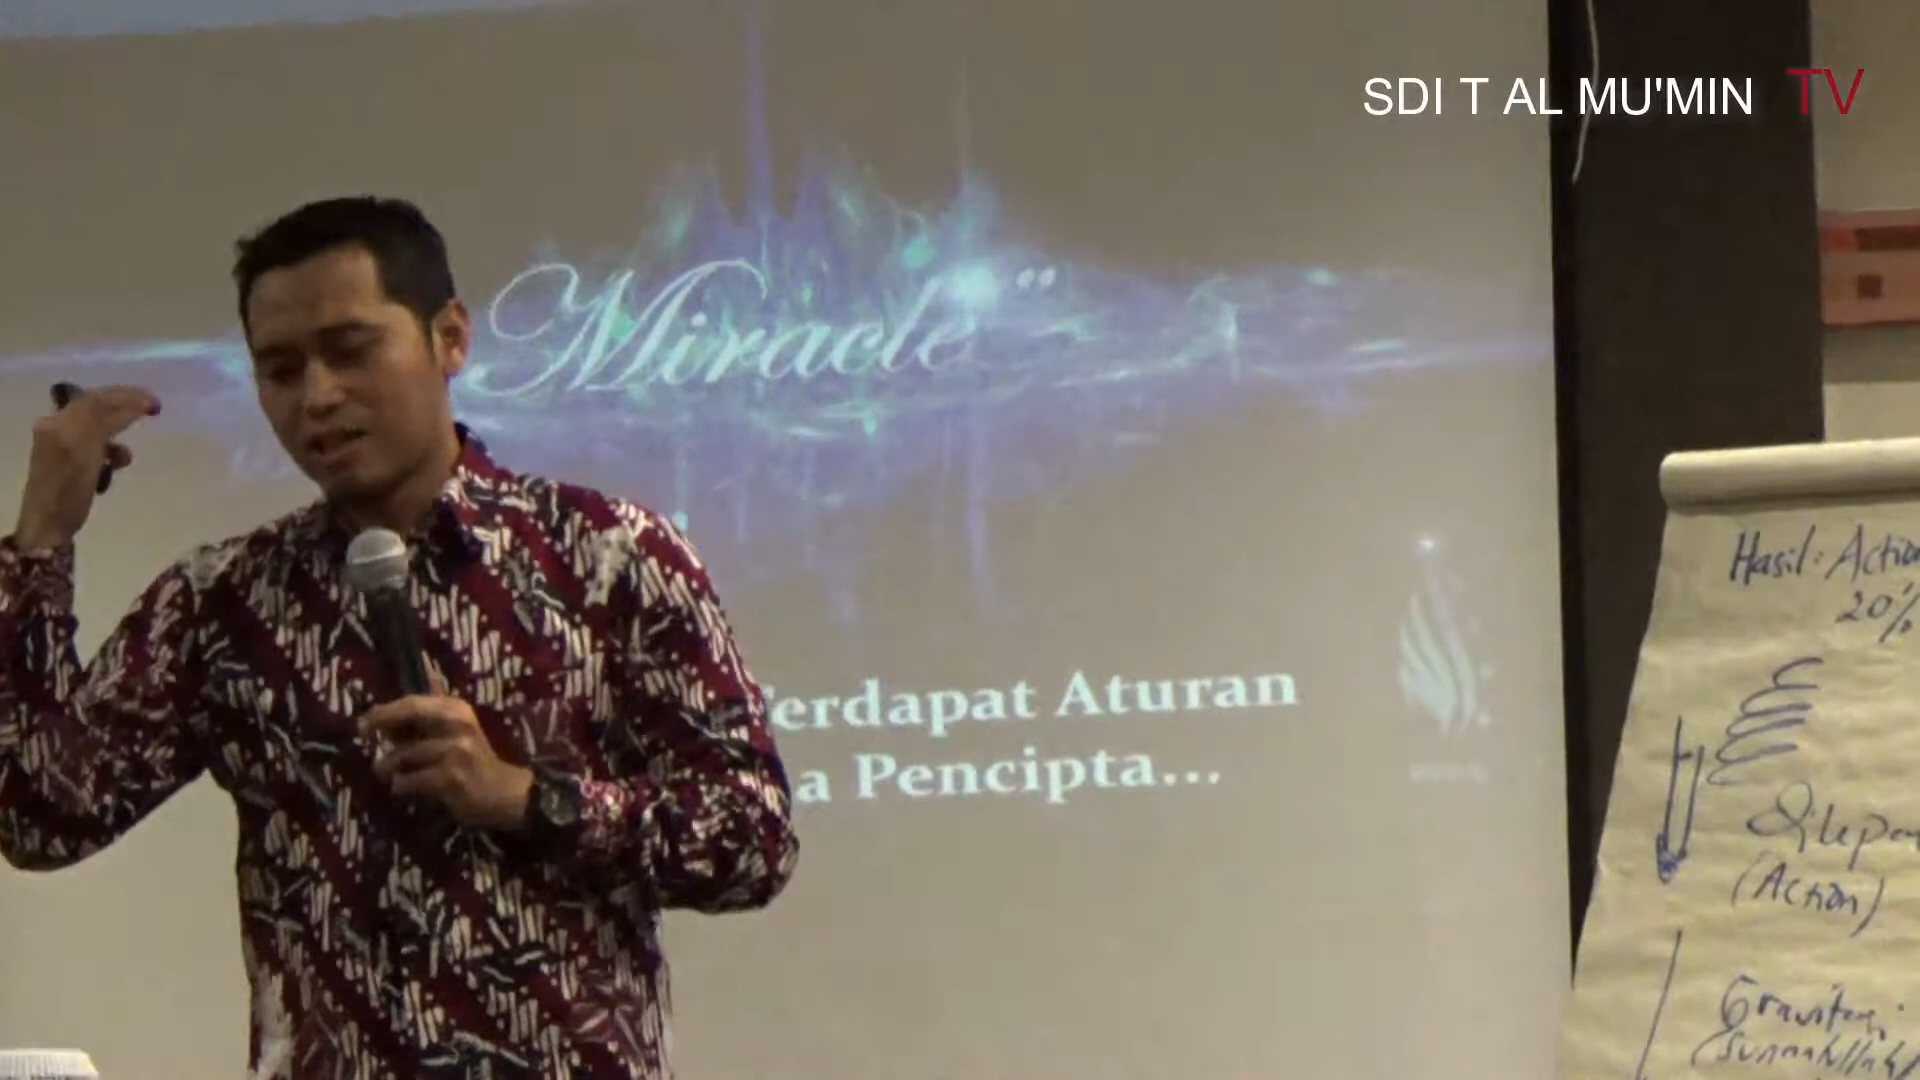 SDI T AL MU'MIN TV
Miracle"
Terdapat Aturan
a Pencipta...
Hasil: Action
20%
(Action)